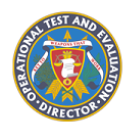 OPERATIONAL TEST AND EVALUATION
DIRECTOR